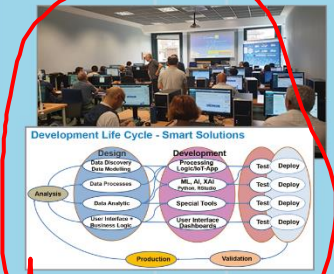 Development Life Cycle - Smart Solutions
Design
Development
Data Discovery
Data Modelling
Processing
Logic/IoT-App
Test
Deploy
Data Processes
ML, AI, XAI
Python, RStudio
Test
Deploy
Analysis
Data Analytic
Special Tools
Test
Deploy
User Interface +
Business Logic
User Interface
Dashboards
Test
Deploy
Production
Validation